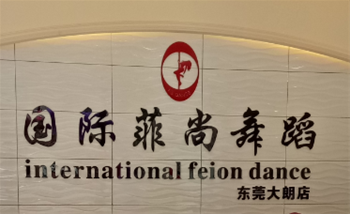 国际菲尚舞蹈
international feion dance
东莞大朗店